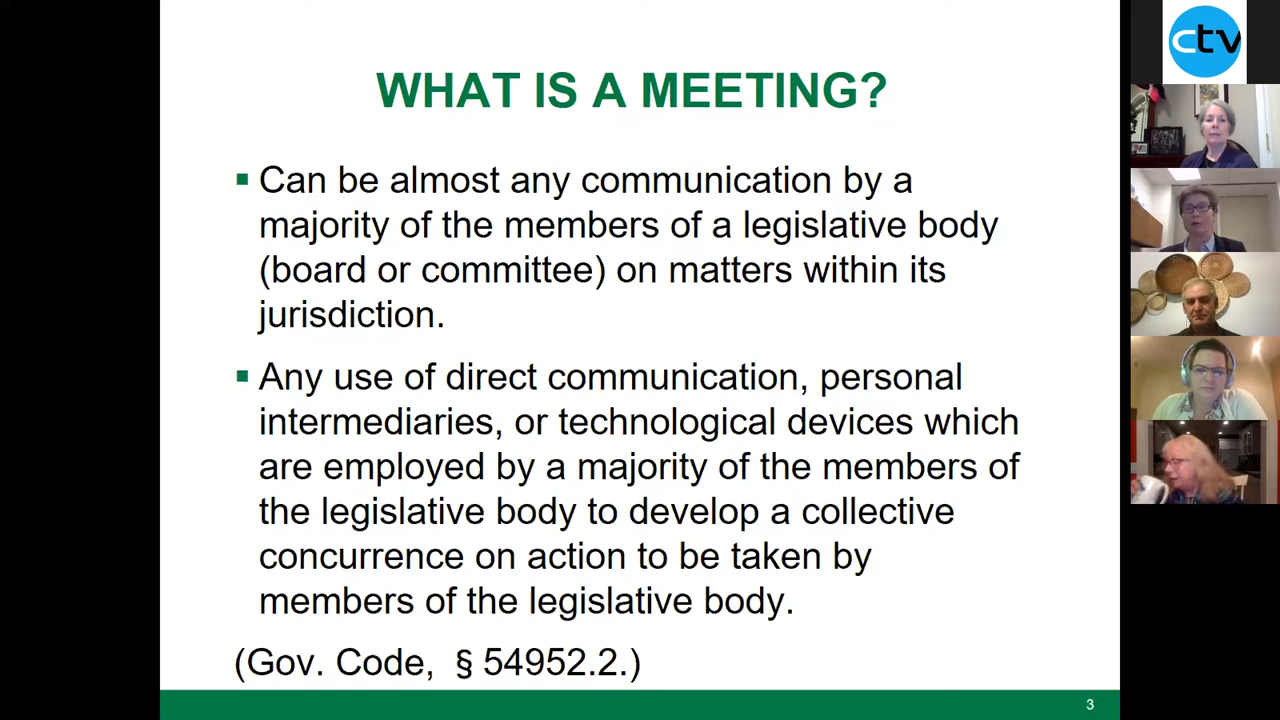 WHAT IS A MEETING?
Can be almost any communication by a
majority of the members of a legislative body
(board or committee) on matters within its
jurisdiction.
Any use of direct communication, personal
intermediaries, or technological devices which
are employed by a majority of the members of
the legislative body to develop a collective
concurrence on action to be taken by
members of the legislative body.
(Gov. Code, § 54952.2.)
3
ctv